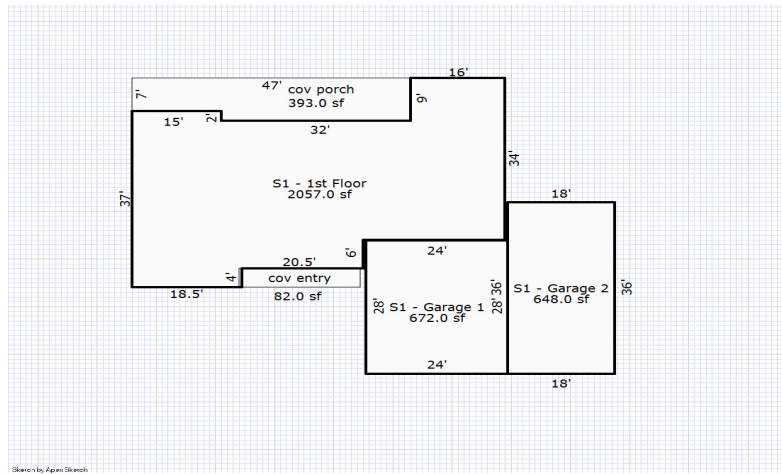 16'
47' cov porch
393.0 sf
7'
9'
15'
2'
32'
34'
S1 - 1st Floor
2057.0 sf
37'
18'
6'
24'
20.5'
4'
cov entry
18.5'
82.0 sf
28'
S1 - Garage 1
672.0 sf
28' 36'
S1 - Garage 2
648.0 sf
36'
24'
18'
Sketch by Apex Sketch